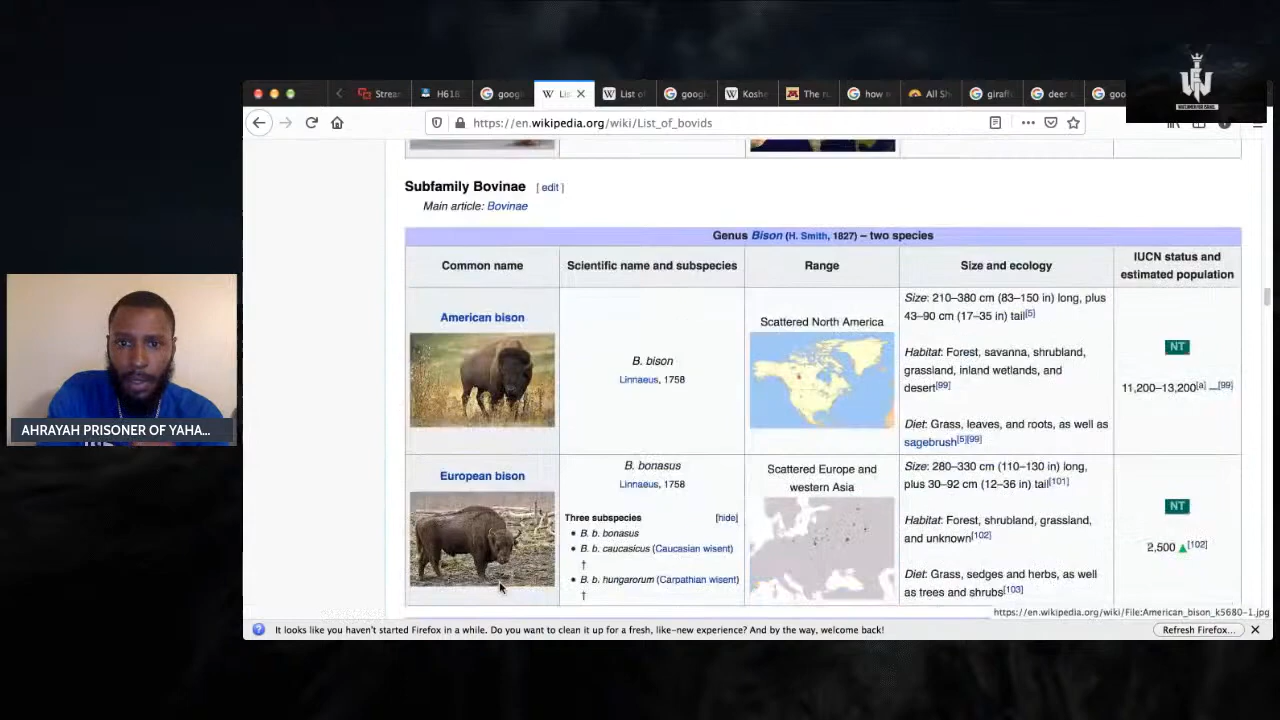 Strea
H618
goog
Lis
List of
goog
Koshe
The ru
how n
All Sh
giraff
deer s
goo
https://en.wikipedia.org/wiki/List_of_bovids
Subfamily Bovinae [ edit ]
Main article: Bovinae
Genus Bison (H. Smith, 1827) – two species
Common name
Scientific name and subspecies
Range
Size and ecology
IUCN status and
estimated population
American bison
B. bison
Linnaeus, 1758
Scattered North America
Size: 210–380 cm (83–150 in) long, plus
43–90 cm (17–35 in) tail[5]
Habitat: Forest, savanna, shrubland,
grassland, inland wetlands, and
desert[99]
Diet: Grass, leaves, and roots, as well as
sagebrush[5][99]
NT
11,200–13,200[a] —[99]
European bison
B. bonasus
Linnaeus, 1758
Three subspecies [hide]
• B. b. bonasus
• B. b. caucasicus (Caucasian wisent)
†
• B. b. hungarorum (Carpathian wisent)
†
Scattered Europe and
western Asia
Size: 280–330 cm (110–130 in) long,
plus 30–92 cm (12–36 in) tail[101]
Habitat: Forest, shrubland, grassland,
and unknown[102]
Diet: Grass, sedges and herbs, as well
as trees and shrubs[103]
NT
2,500 ▲[102]
https://en.wikipedia.org/wiki/File:American_bison_k5680-1.jpg
It looks like you haven't started Firefox in a while. Do you want to clean it up for a fresh, like-new experience? And by the way, welcome back!
Refresh Firefox...
AHRAYAH PRISONER OF YAHA...